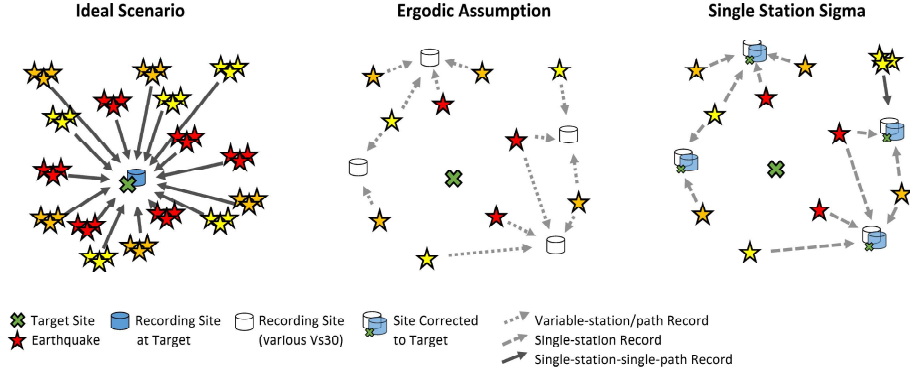 Ideal Scenario
Ergodic Assumption
Single Station Sigma
Target Site
Earthquake
Recording Site
at Target
Recording Site
(various Vs30)
Site Corrected
to Target
Variable-station/path Record
Single-station Record
Single-station-single-path Record